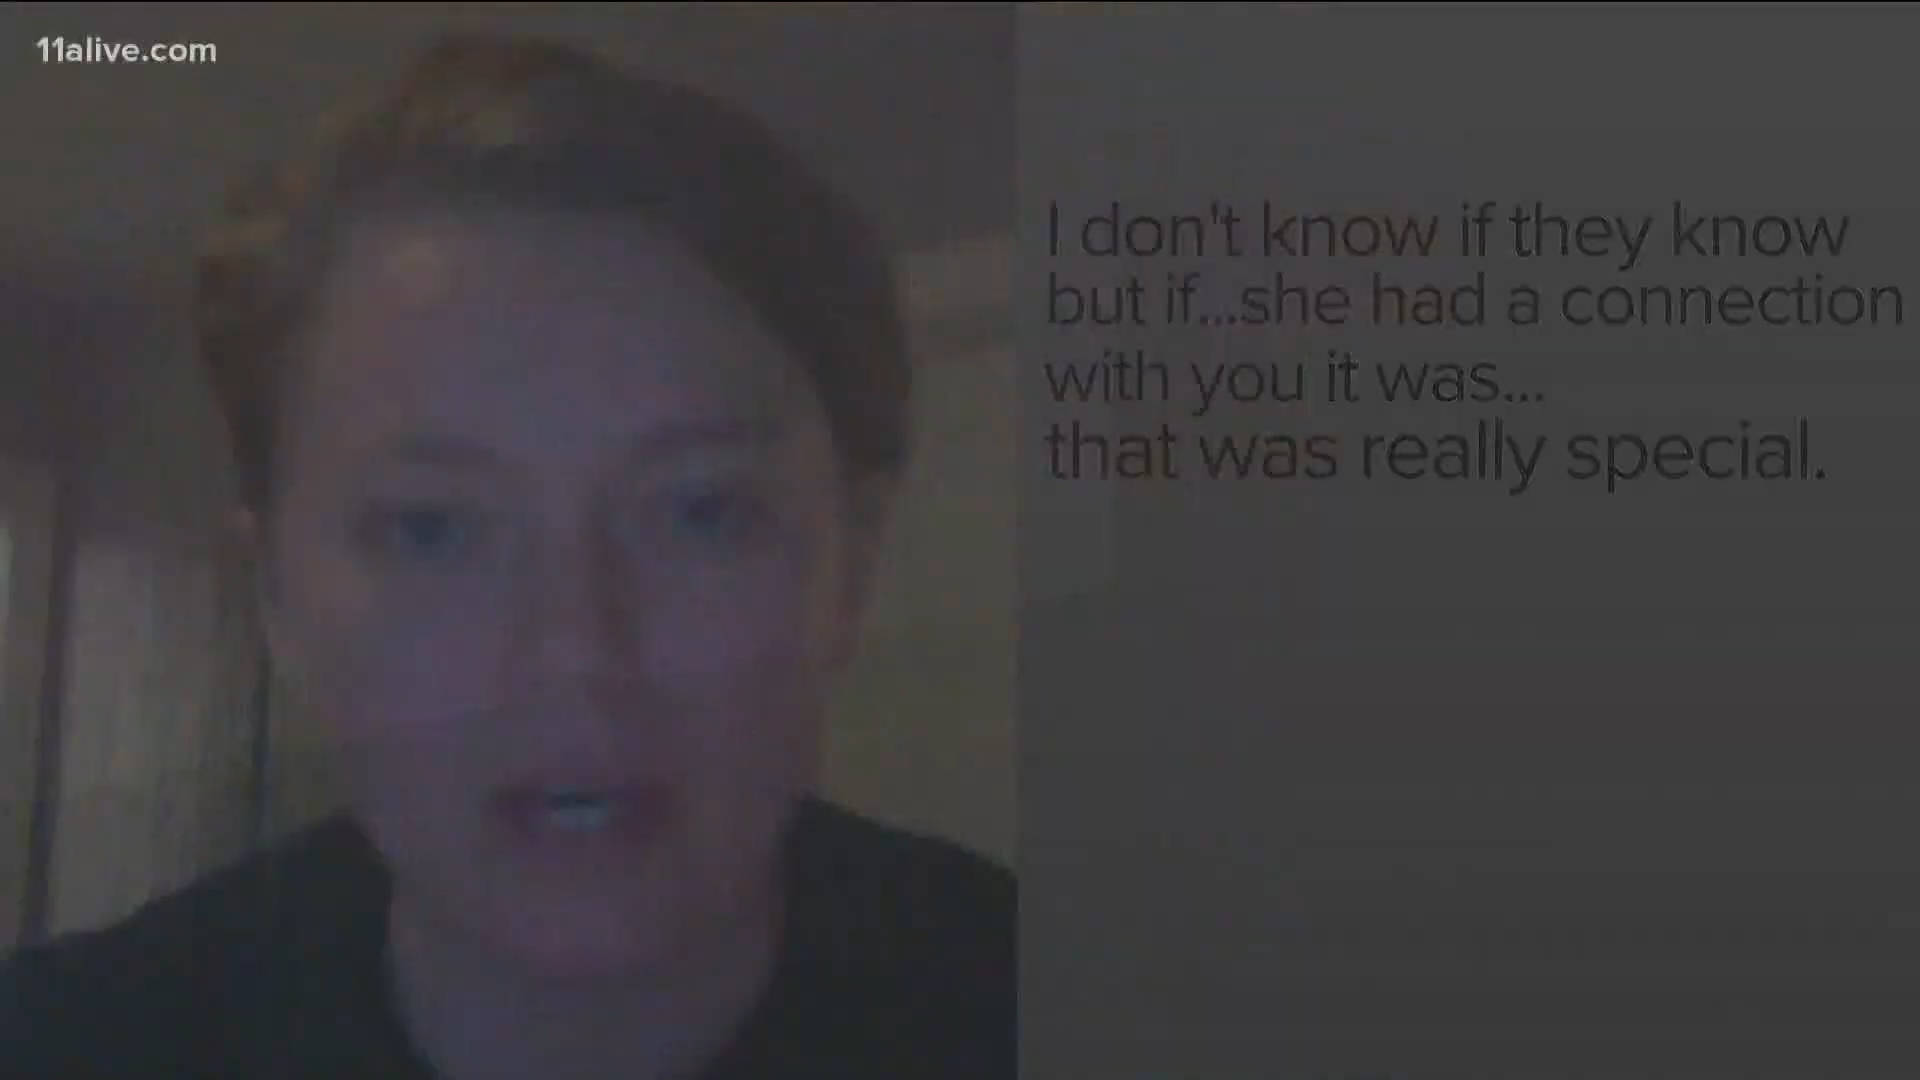 11alive.com
I don't know if they know
but if...she had a connection
with you it was...
that was really special.